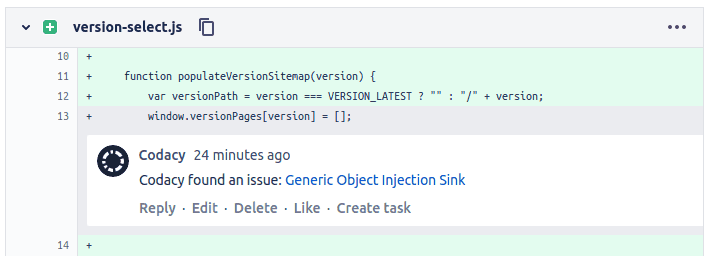 version-select.js
10 +
11 + function populateVersionSitemap(version) {
12 + var versionPath = version === VERSION_LATEST ? "" : "/" + version;
13 + window.versionPages[version] = [];
Codacy 24 minutes ago
Codacy found an issue: Generic Object Injection Sink
Reply · Edit · Delete · Like · Create task
14 +